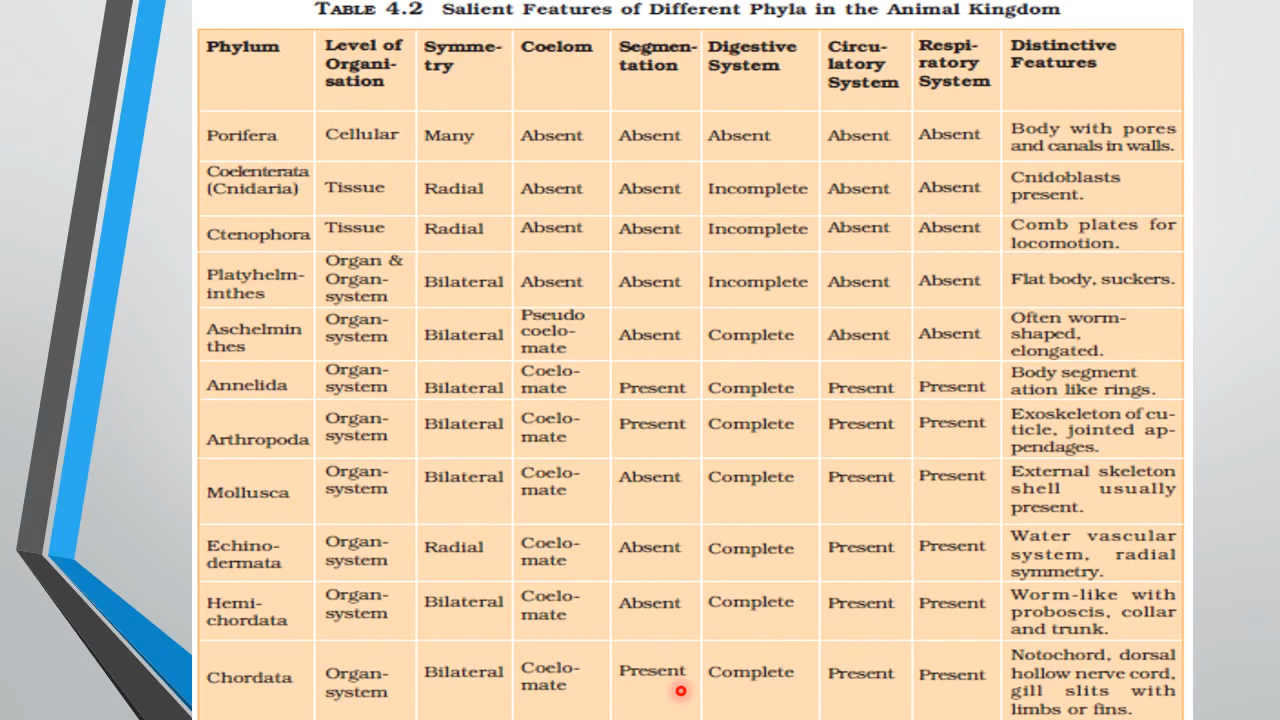 TABLE 4.2 Salient Features of Different Phyla in the Animal Kingdom
Phylum
Level of
Organi-
sation
Symme-
try
Coelom
Segmen-
tation
Digestive
System
Circu-
latory
System
Respi-
ratory
System
Distinctive
Features
Porifera
Cellular
Many
Absent
Absent
Absent
Absent
Absent
Body with pores
and canals in walls.
Coelenterata
(Cnidaria)
Tissue
Radial
Absent
Absent
Incomplete
Absent
Absent
Cnidoblasts
present.
Ctenophora
Tissue
Radial
Absent
Absent
Incomplete
Absent
Absent
Comb plates for
locomotion.
Platyhelm-
inthes
Organ &
Organ-
system
Bilateral
Absent
Absent
Incomplete
Absent
Absent
Flat body, suckers.
Aschelmin
thes
Organ-
system
Bilateral
Pseudo
coelo-
mate
Absent
Complete
Absent
Absent
Often worm-
shaped,
elongated.
Annelida
Organ-
system
Bilateral
Coelo-
mate
Present
Complete
Present
Present
Body segment
ation like rings.
Arthropoda
Organ-
system
Bilateral
Coelo-
mate
Present
Complete
Present
Present
Exoskeleton of cu-
ticle, jointed ap-
pendages.
Mollusca
Organ-
system
Bilateral
Coelo-
mate
Absent
Complete
Present
Present
External skeleton
shell usually
present.
Echino-
dermata
Organ-
system
Radial
Coelo-
mate
Absent
Complete
Present
Present
Water vascular
system, radial
symmetry.
Hemi-
chordata
Organ-
system
Bilateral
Coelo-
mate
Absent
Complete
Present
Present
Worm-like with
proboscis, collar
and trunk.
Chordata
Organ-
system
Bilateral
Coelo-
mate
Present
Complete
Present
Present
Notochord, dorsal
hollow nerve cord,
gill slits with
limbs or fins.